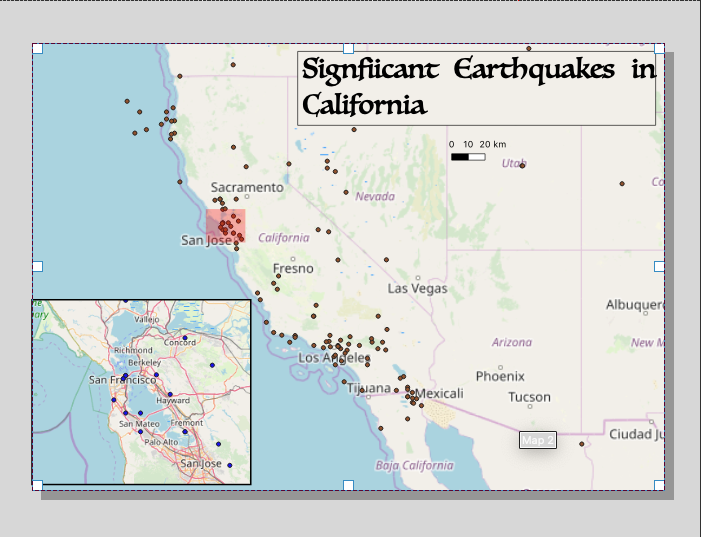 Signfiicant Earthquakes in
California
0 10 20 km
Utah
Sacramento
Nevada
San Jose
California
Fresno
Las Vegas
Albuquer
Vallejo
Concord
Richmond
Berkeley
San Francisco
Hayward
San Mateo
Palo Alto
San Jose
Los Angeles
Arizona
New M
Phoenix
Tijuana
Mexicali
Tucson
Map 2
Ciudad Ju
Baja California
Co
ary